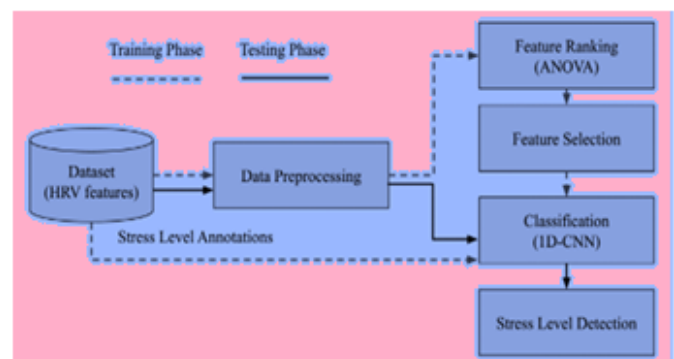 Training Phase
Testing Phase
Feature Ranking
(ANOVA)
Feature Selection
Dataset
(HRV features)
Data Preprocessing
Classification
(1D-CNN)
Stress Level Annotations
Stress Level Detection